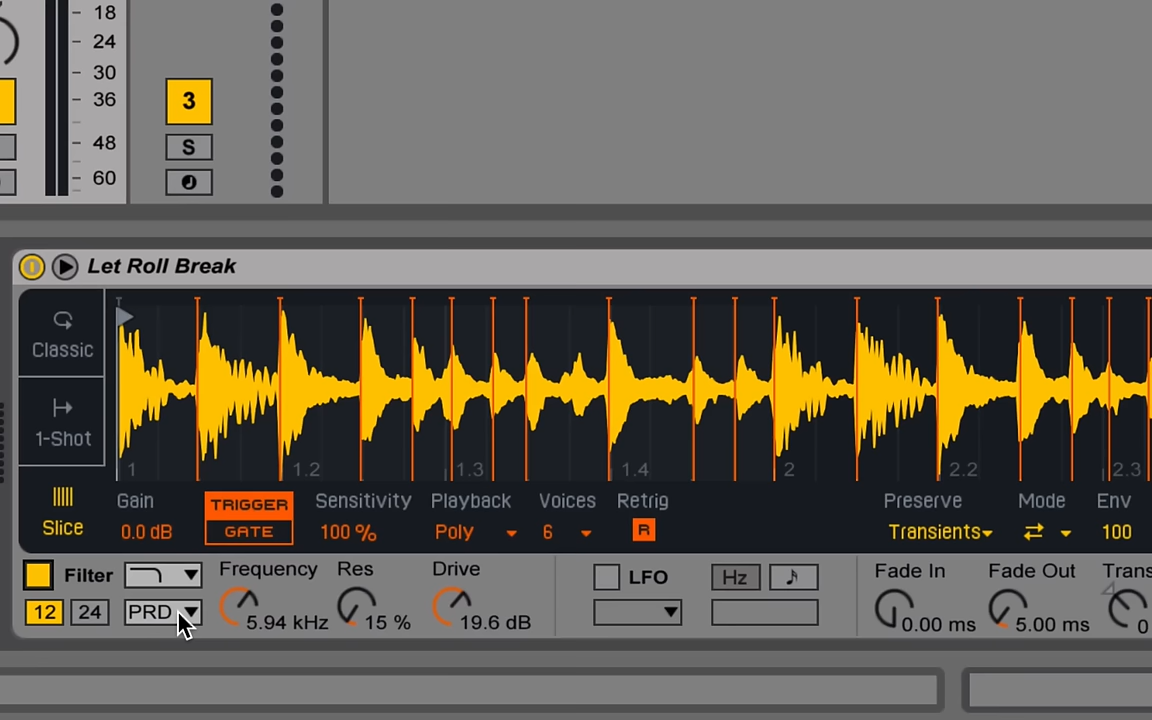 18
24
30
36
48
60
3
S
Let Roll Break
Classic
1-Shot
Slice
1 1.2 1.3 1.4 2 2.2 2.3
Gain TRIGGER Sensitivity Playback Voices Retrig Preserve Mode Env
0.0 dB GATE 100 % Poly 6 R Transients 100
Filter Frequency Res Drive LFO Hz Fade In Fade Out Trans
12 24 PRD 5.94 kHz 15 % 19.6 dB 0.00 ms 5.00 ms 0